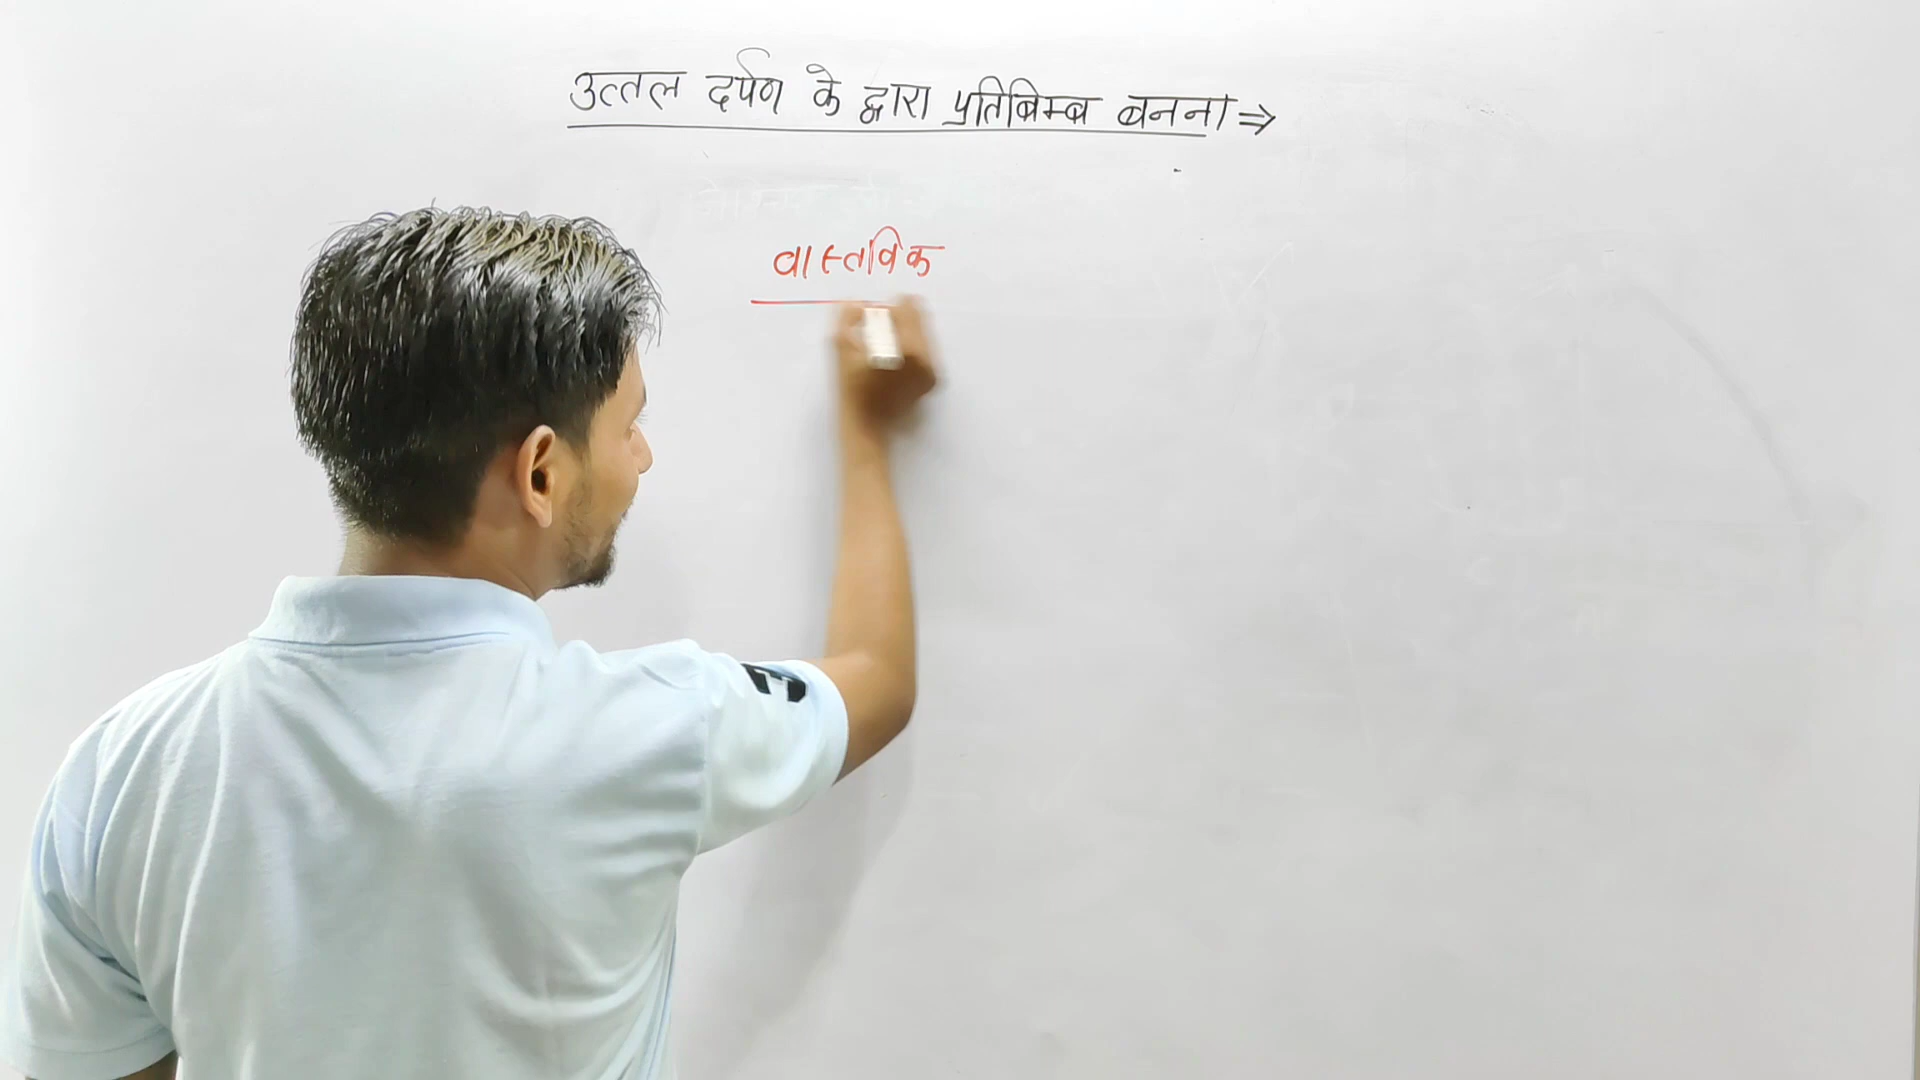 उत्तल दर्पण के द्वारा प्रतिबिम्ब बनना ⇒
वास्तविक